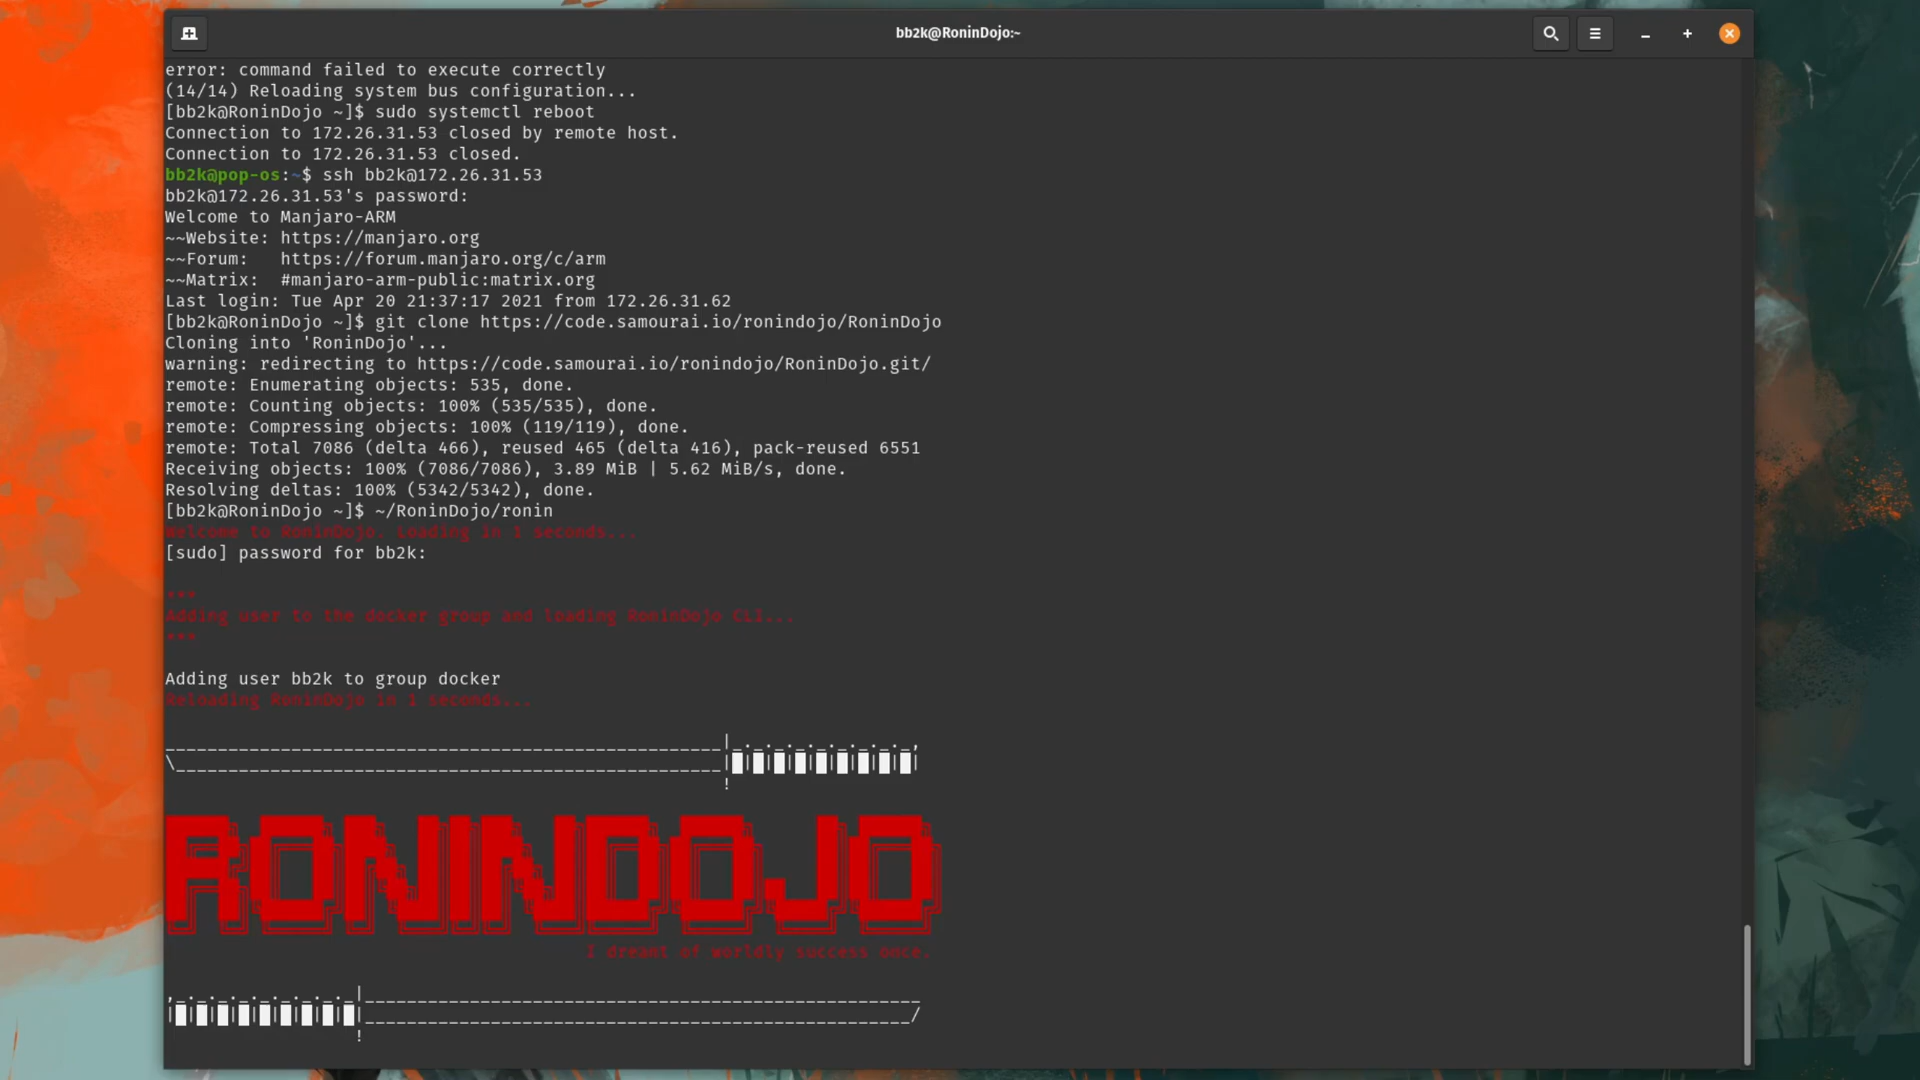 bb2k@RoninDojo:~
error: command failed to execute correctly
(14/14) Reloading system bus configuration...
[bb2k@RoninDojo ~]$ sudo systemctl reboot
Connection to 172.26.31.53 closed by remote host.
Connection to 172.26.31.53 closed.
bb2k@pop-os:~$ ssh bb2k@172.26.31.53
bb2k@172.26.31.53's password:
Welcome to Manjaro-ARM
~~Website: https://manjaro.org
~~Forum:   https://forum.manjaro.org/c/arm
~~Matrix:  #manjaro-arm-public:matrix.org
Last login: Tue Apr 20 21:37:17 2021 from 172.26.31.62
[bb2k@RoninDojo ~]$ git clone https://code.samourai.io/ronindojo/RoninDojo
Cloning into 'RoninDojo'...
warning: redirecting to https://code.samourai.io/ronindojo/RoninDojo.git/
remote: Enumerating objects: 535, done.
remote: Counting objects: 100% (535/535), done.
remote: Compressing objects: 100% (119/119), done.
remote: Total 7086 (delta 466), reused 465 (delta 416), pack-reused 6551
Receiving objects: 100% (7086/7086), 3.89 MiB | 5.62 MiB/s, done.
Resolving deltas: 100% (5342/5342), done.
[bb2k@RoninDojo ~]$ ~/RoninDojo/ronin
Welcome to RoninDojo. Loading in 1 seconds...
[sudo] password for bb2k:
***
Adding user to the docker group and loading RoninDojo CLI...
***
Adding user bb2k to group docker
Reloading RoninDojo in 1 seconds...
RONINDOJO
I dreamt of worldly success once.